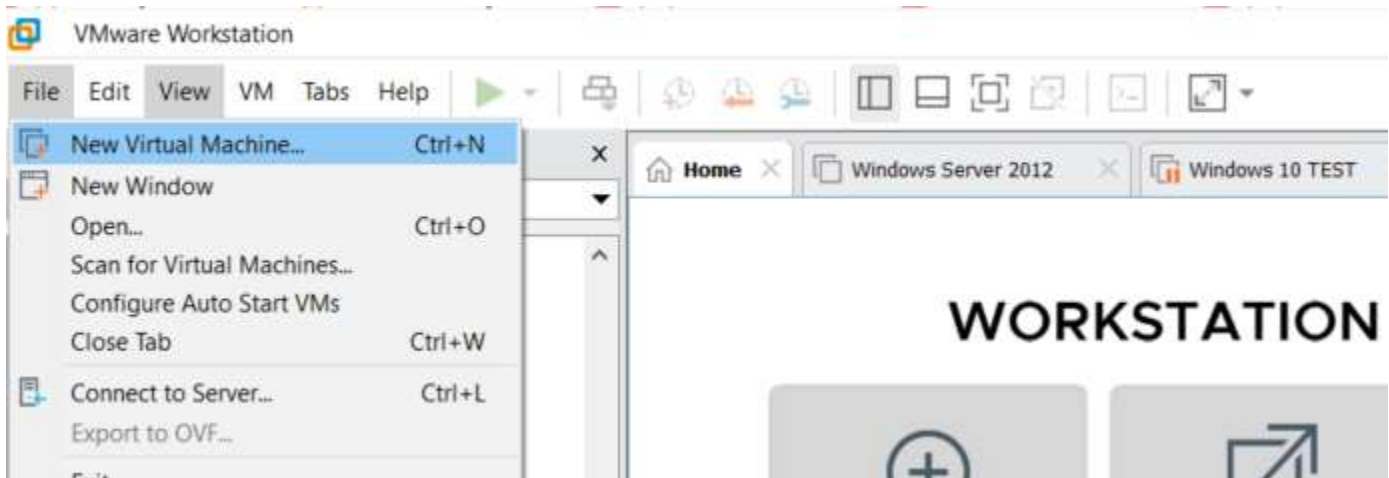 VMware Workstation
File Edit View VM Tabs Help
New Virtual Machine... Ctrl+N
New Window
Open... Ctrl+O
Scan for Virtual Machines...
Configure Auto Start VMs
Close Tab Ctrl+W
Connect to Server... Ctrl+L
Export to OVF...
Home
Windows Server 2012
Windows 10 TEST
WORKSTATION